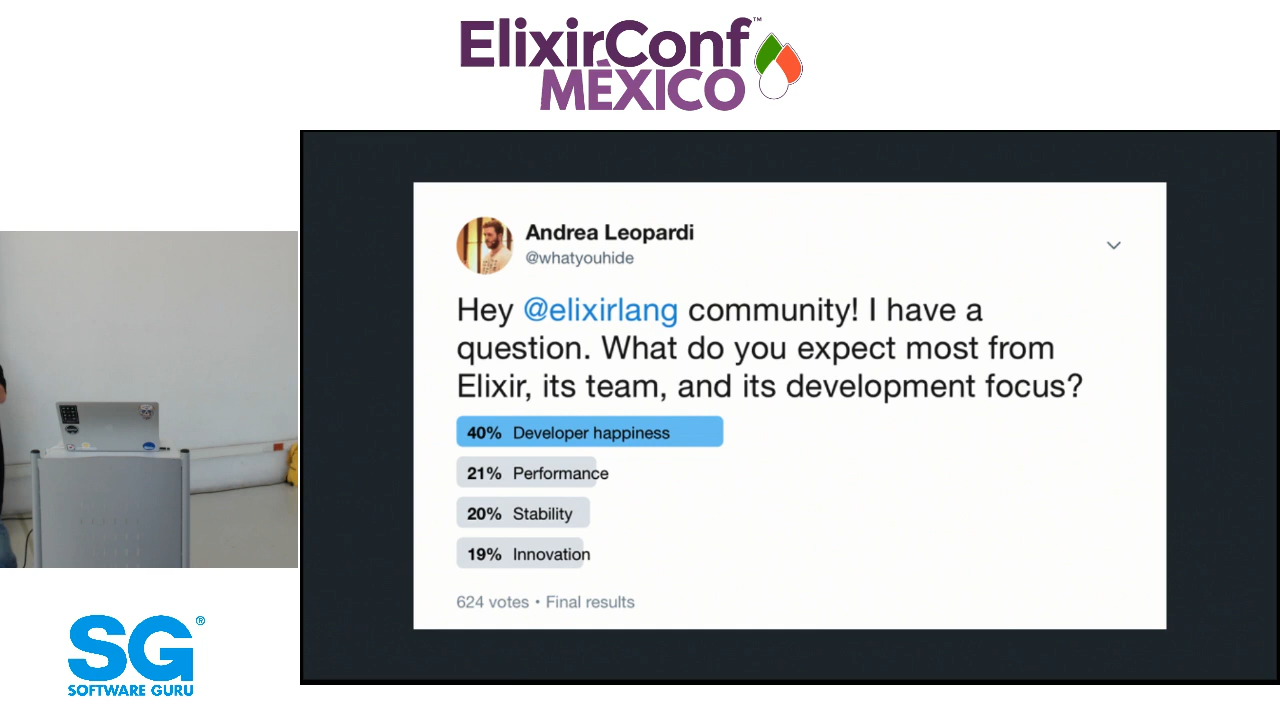 ElixirConf™
MÉXICO
Andrea Leopardi
@whatyouhide
Hey @elixirlang community! I have a
question. What do you expect most from
Elixir, its team, and its development focus?
40% Developer happiness
21% Performance
20% Stability
19% Innovation
624 votes • Final results
SG®
SOFTWARE GURU